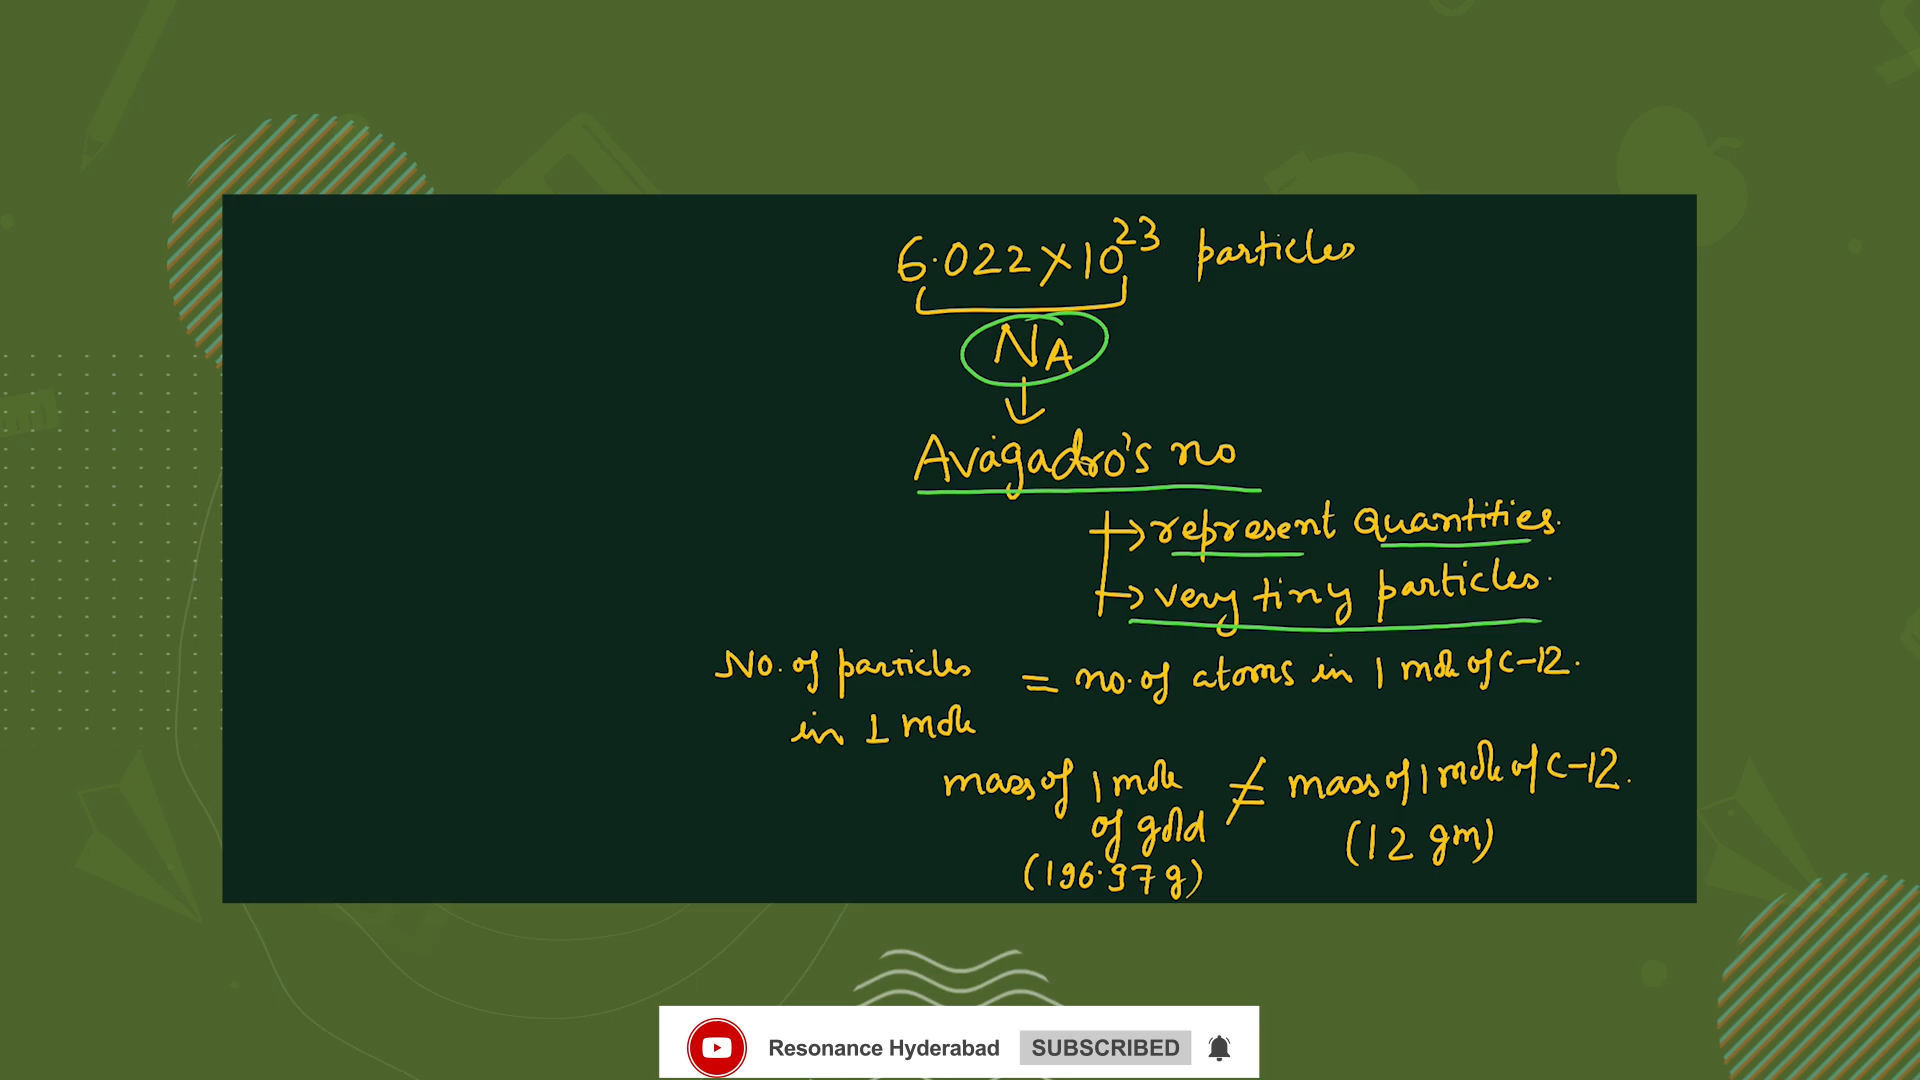 6.022 × 10²³ particles
NA
Avagadro's no
→ represent Quantities.
→ very tiny particles.
No. of particles in 1 mole = no. of atoms in 1 mole of C-12.
mass of 1 mole of gold ≠ mass of 1 mole of C-12.
(196.97 g) (12 gm)
Resonance Hyderabad SUBSCRIBED